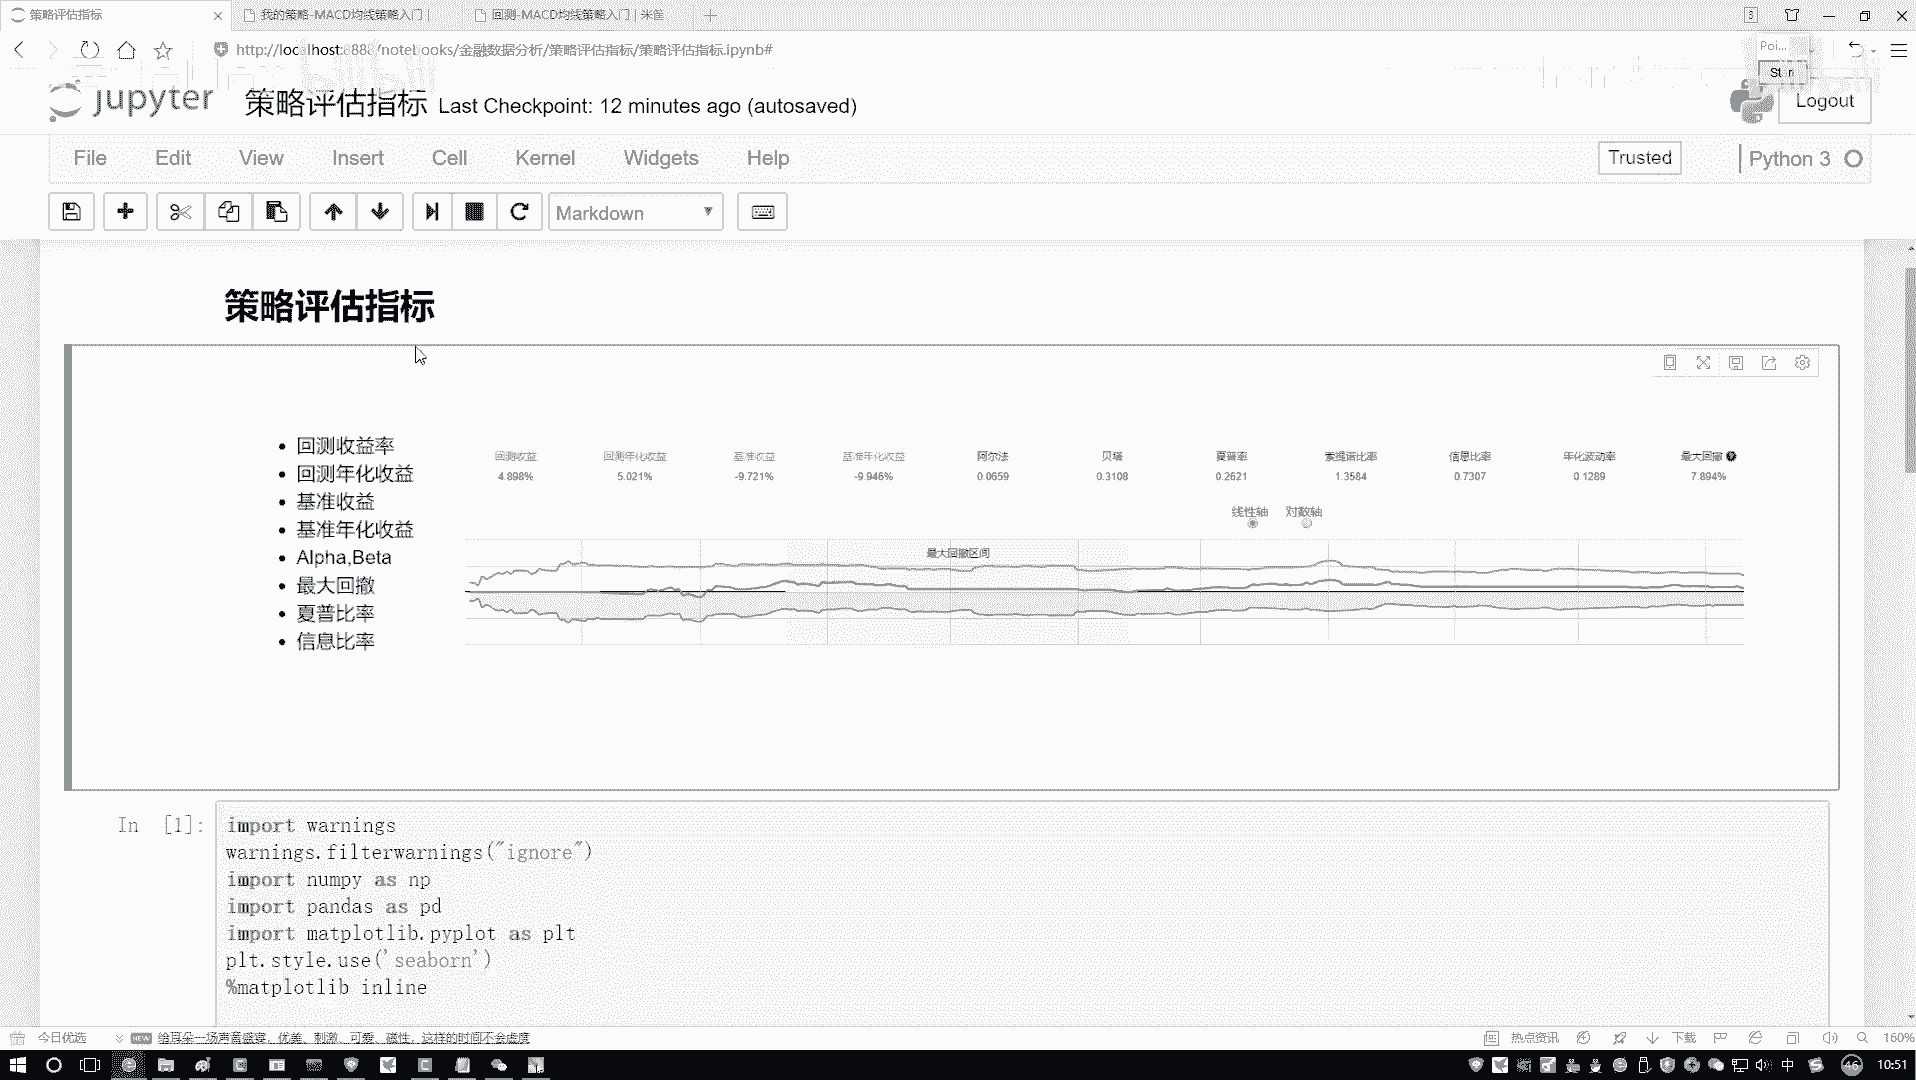 策略评估指标
我的策略-MACD均线策略入门 |
回测-MACD均线策略入门 | 米筐
3
http://localhost:8888/notebooks/金融数据分析/策略评估指标/策略评估指标.ipynb#
Poi...
jupyter
策略评估指标 Last Checkpoint: 12 minutes ago (autosaved)
Logout
File Edit View Insert Cell Kernel Widgets Help
Trusted
Python 3
Markdown
策略评估指标
回测收益率
回测年化收益
基准收益
基准年化收益
Alpha,Beta
最大回撤
夏普比率
信息比率
回测收益 回测年化收益 基准收益 基准年化收益 阿尔法 贝塔 夏普率 索提诺比率 信息比率 年化波动率 最大回撤
4.898% 5.021% -9.721% -9.946% 0.0659 0.3108 0.2621 1.3584 0.7307 0.1289 7.894%
线性轴 对数轴
最大回撤区间
In [1]:
import warnings
warnings.filterwarnings("ignore")
import numpy as np
import pandas as pd
import matplotlib.pyplot as plt
plt.style.use('seaborn')
%matplotlib inline
今日优选
NEW
给耳朵一场声音盛宴，优美、刺激、可爱、磁性，这样的时间不会虚度
热点资讯
下载
160%
中
46
10:51